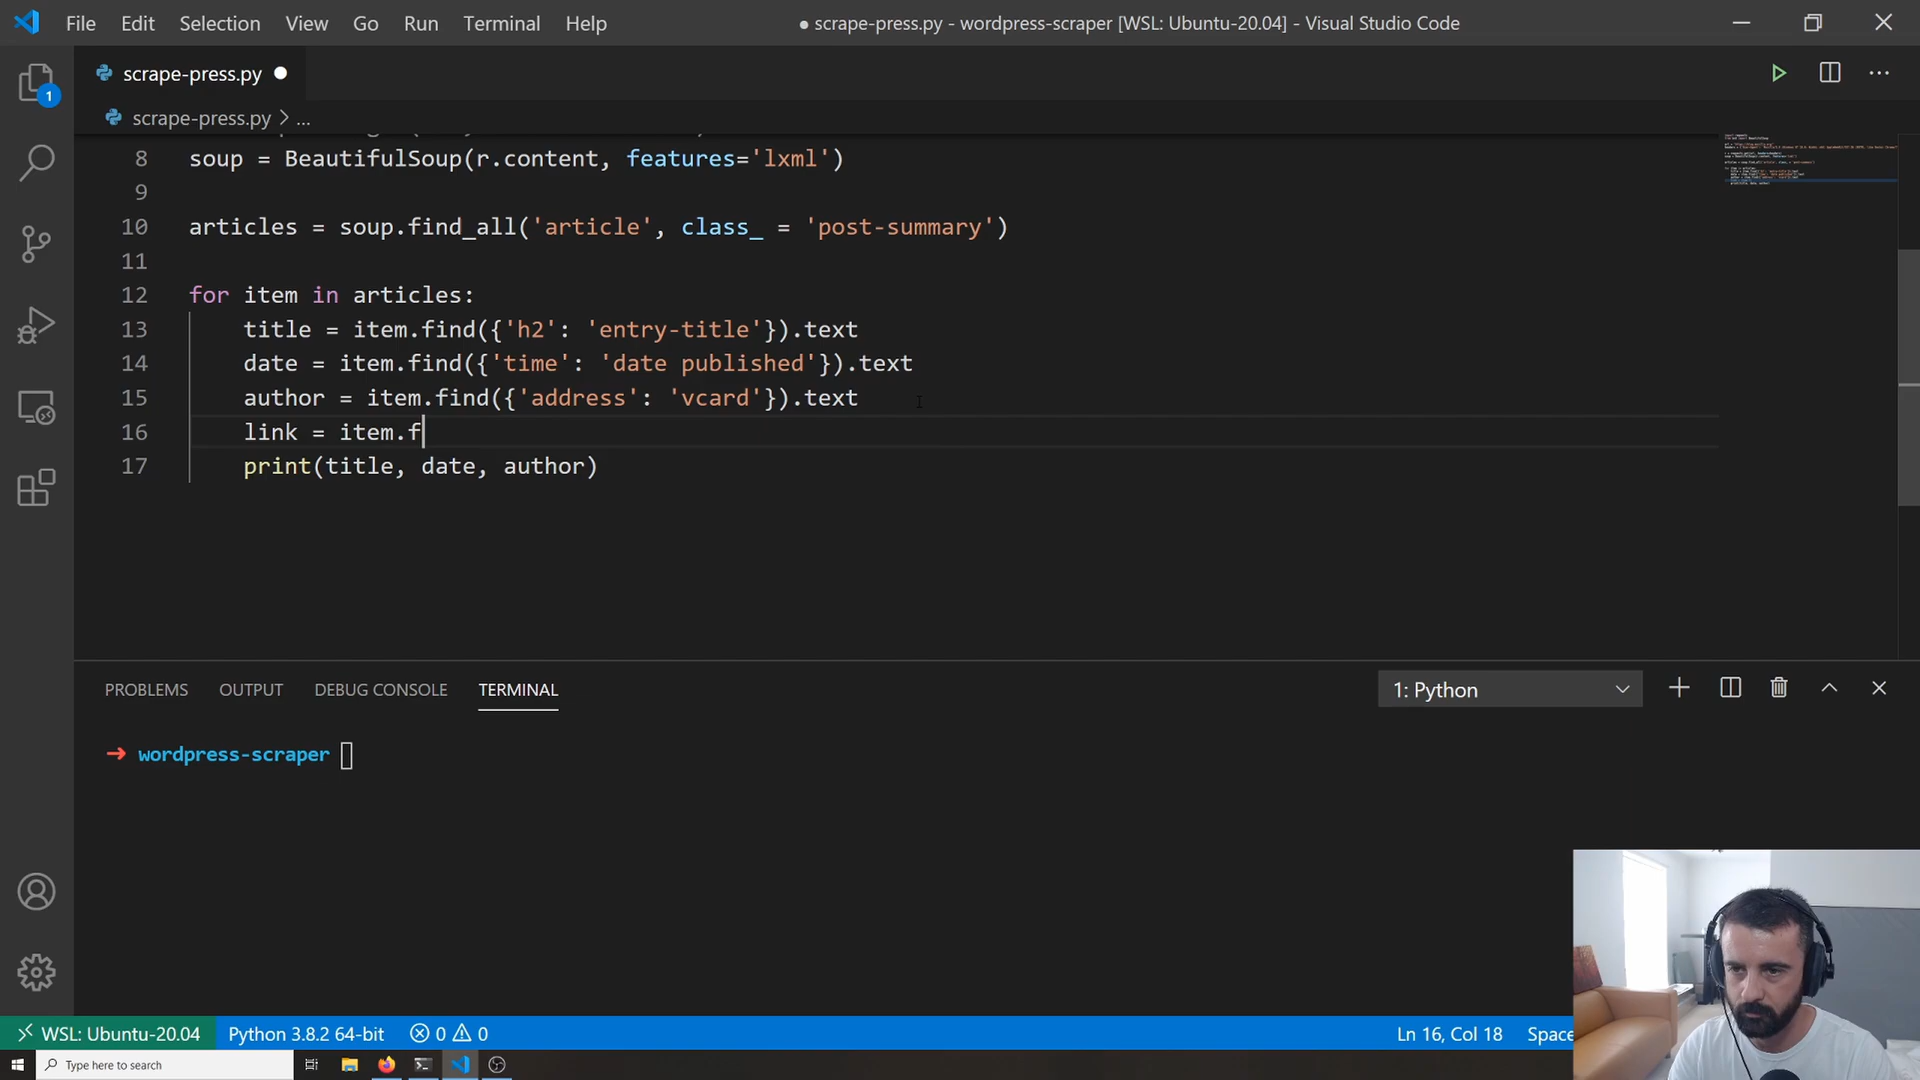 File Edit Selection View Go Run Terminal Help
● scrape-press.py - wordpress-scraper [WSL: Ubuntu-20.04] - Visual Studio Code
scrape-press.py ●
1
scrape-press.py > ...
8 soup = BeautifulSoup(r.content, features='lxml')
9
10 articles = soup.find_all('article', class_ = 'post-summary')
11
12 for item in articles:
13 title = item.find({'h2': 'entry-title'}).text
14 date = item.find({'time': 'date published'}).text
15 author = item.find({'address': 'vcard'}).text
16 link = item.f
17 print(title, date, author)
PROBLEMS OUTPUT DEBUG CONSOLE TERMINAL 1: Python
→ wordpress-scraper
WSL: Ubuntu-20.04 Python 3.8.2 64-bit 0 0 Ln 16, Col 18 Space
Type here to search